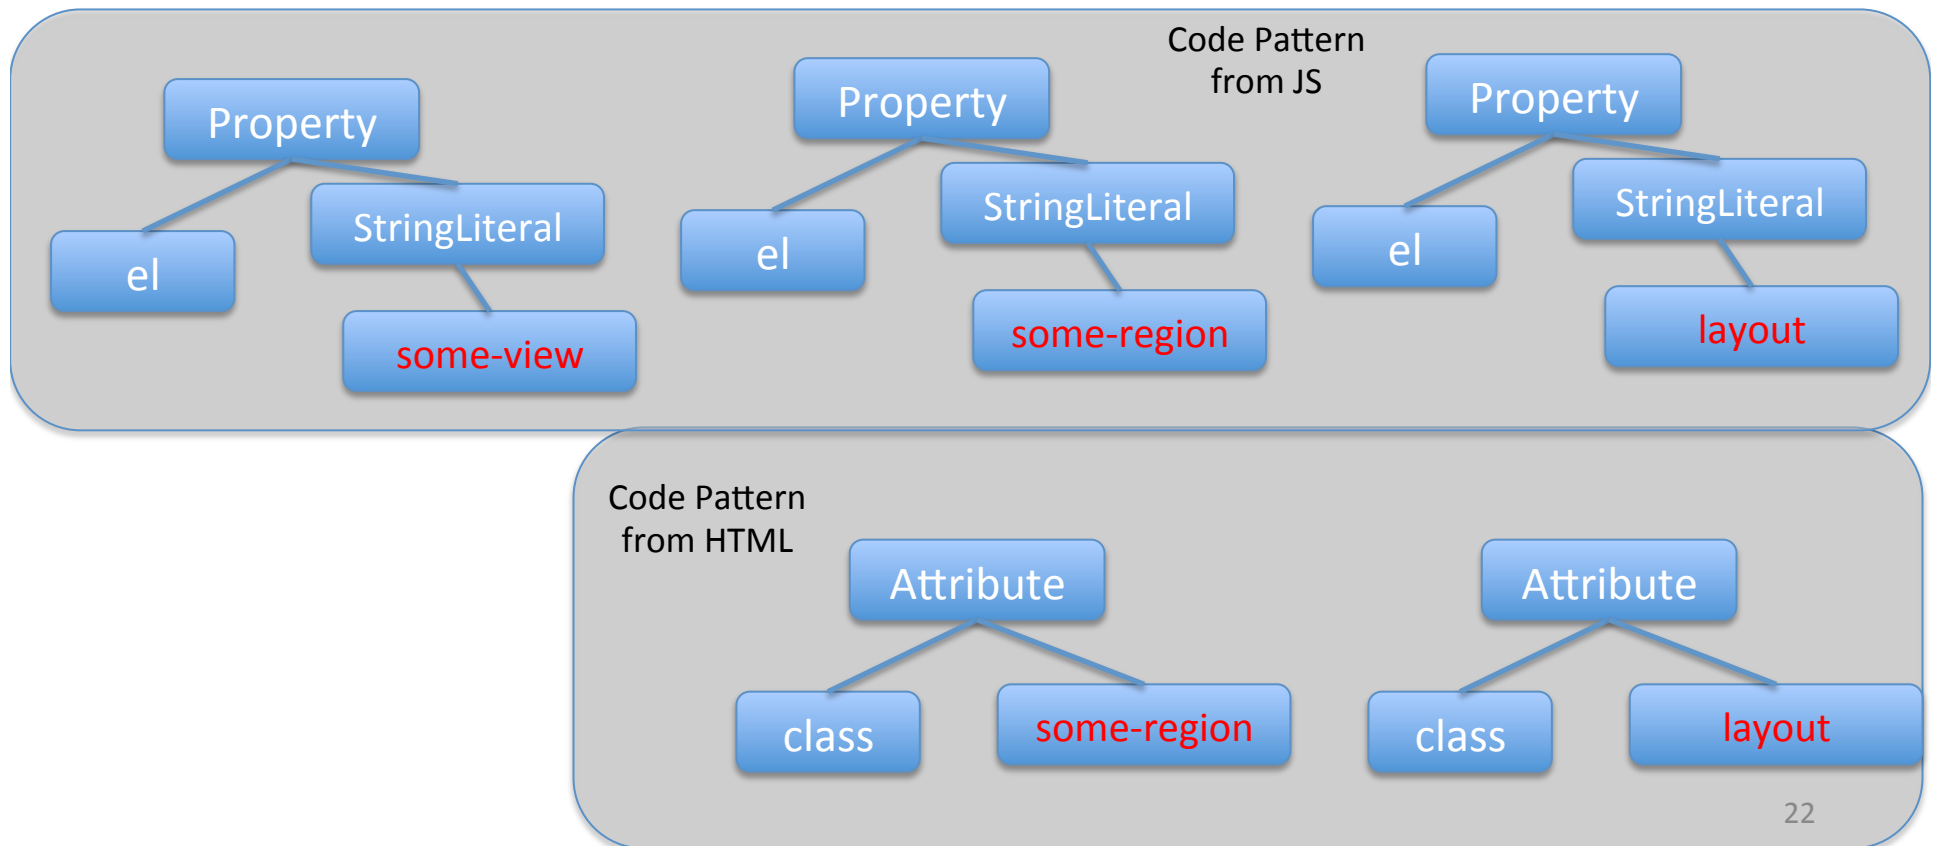 Code Pattern
from JS
Property
el
StringLiteral
some-view
Property
el
StringLiteral
some-region
Property
el
StringLiteral
layout
Code Pattern
from HTML
Attribute
class
some-region
Attribute
class
layout
22